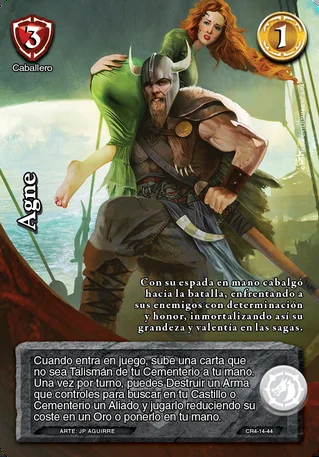 3
1
Caballero
Agne
Con su espada en mano cabalgó
hacia la batalla, enfrentando a
sus enemigos con determinación
y honor, inmortalizando así su
grandeza y valentía en las sagas.
Cuando entra en juego, sube una carta que
no sea Talismán de tu Cementerio a tu mano.
Una vez por turno, puedes Destruir un Arma
que controles para buscar en tu Castillo o
Cementerio un Aliado y jugarlo reduciendo su
coste en un Oro o ponerlo en tu mano.
ARTE: JP AGUIRRE
CR4-14-44